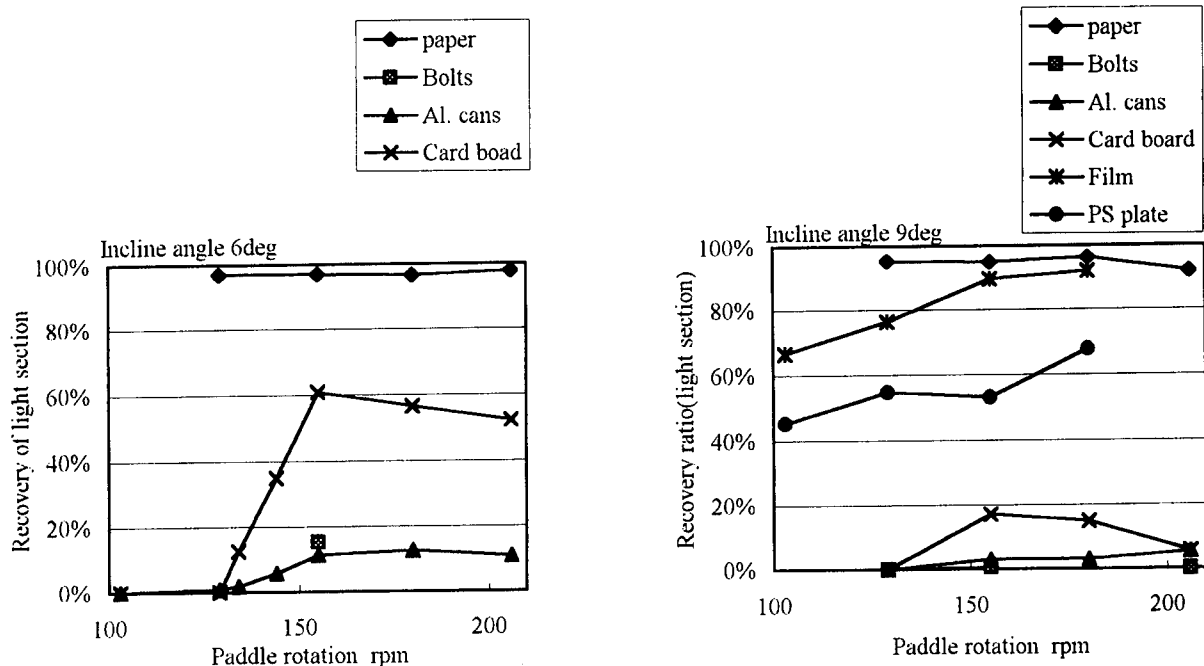 paper
Bolts
Al. cans
Card boad
Incline angle 6deg
Recovery of light section
100%
80%
60%
40%
20%
0%
100
150
200
Paddle rotation rpm
paper
Bolts
Al. cans
Card board
Film
PS plate
Incline angle 9deg
Recovery ratio(light section)
100%
80%
60%
40%
20%
0%
100
150
200
Paddle rotation rpm